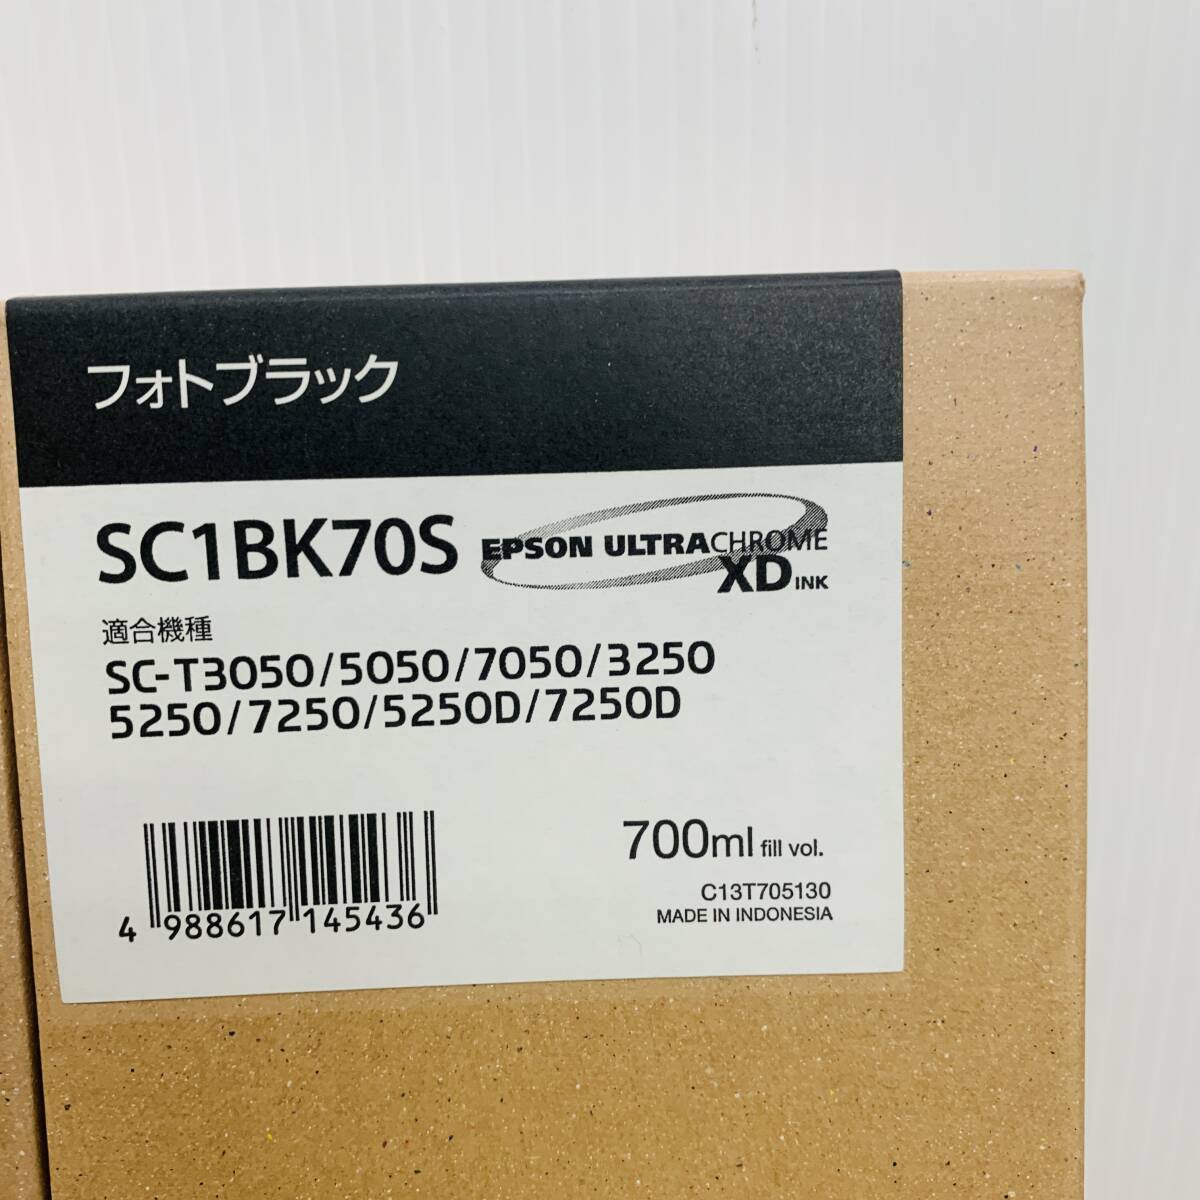 フォトブラック
SC1BK70S EPSON ULTRACHROME XD INK
適合機種
SC-T3050/5050/7050/3250
5250/7250/5250D/7250D
700ml fill vol.
C13T705130
MADE IN INDONESIA
4 988617 145436